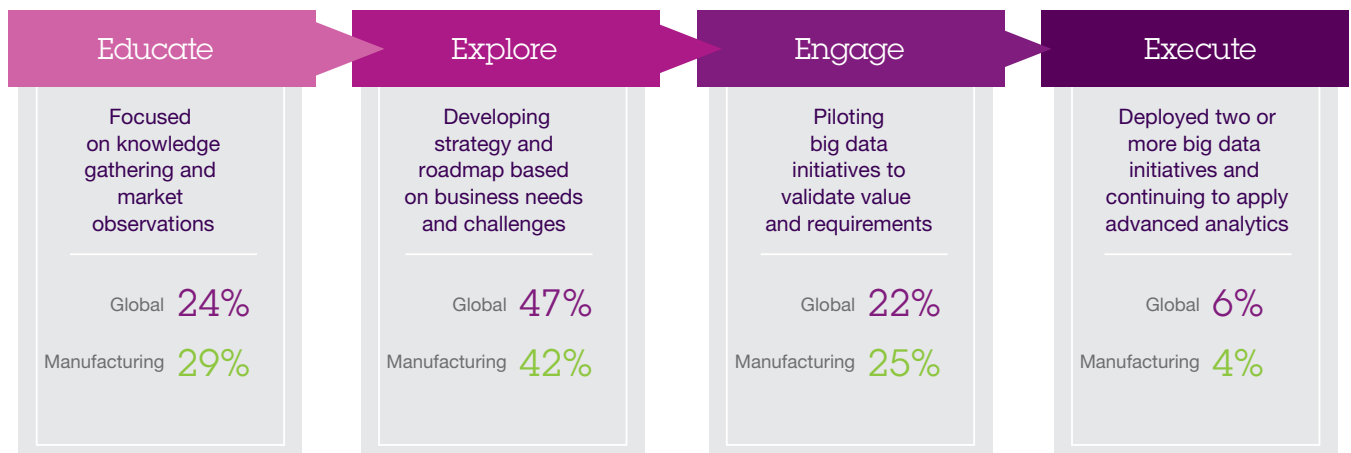 Educate
Focused
on knowledge
gathering and
market
observations
Global 24%
Manufacturing 29%
Explore
Developing
strategy and
roadmap based
on business needs
and challenges
Global 47%
Manufacturing 42%
Engage
Piloting
big data
initiatives to
validate value
and requirements
Global 22%
Manufacturing 25%
Execute
Deployed two or
more big data
initiatives and
continuing to apply
advanced analytics
Global 6%
Manufacturing 4%